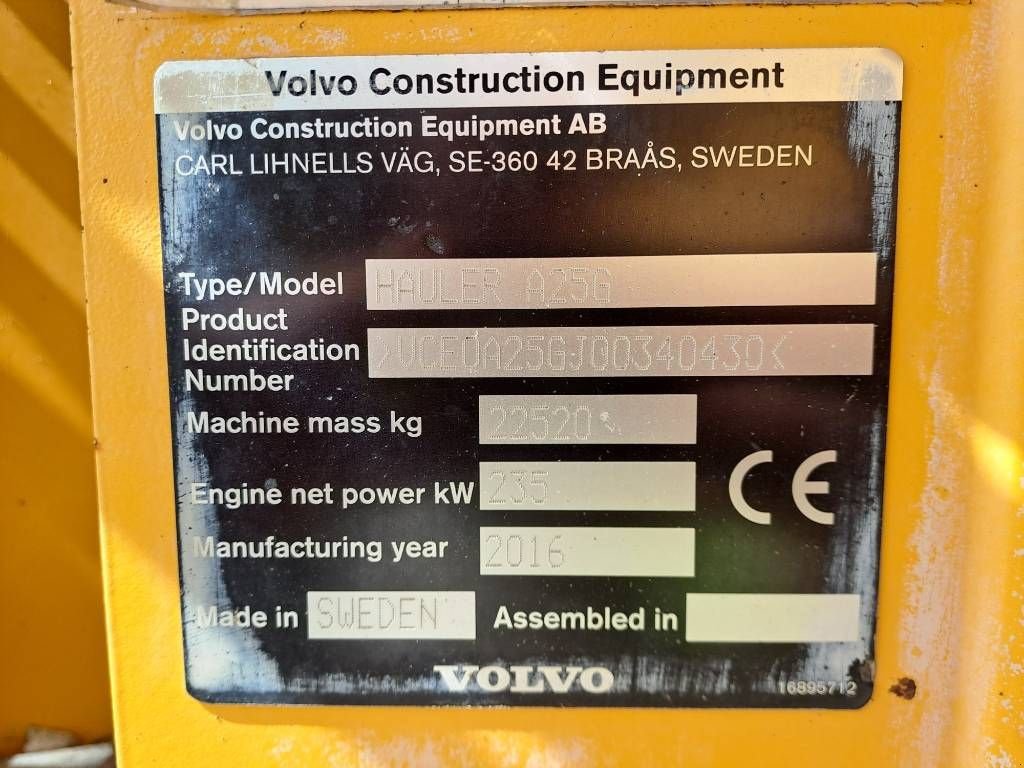 Volvo Construction Equipment
Volvo Construction Equipment AB
CARL LIHNELLS VÄG, SE-360 42 BRAÅS, SWEDEN
Type/Model HAULER A25G
Product
Identification >VCE0A25GJ00340430<
Number
Machine mass kg 22520
Engine net power kW 235
Manufacturing year 2016
Made in SWEDEN Assembled in
CE
VOLVO
16895712